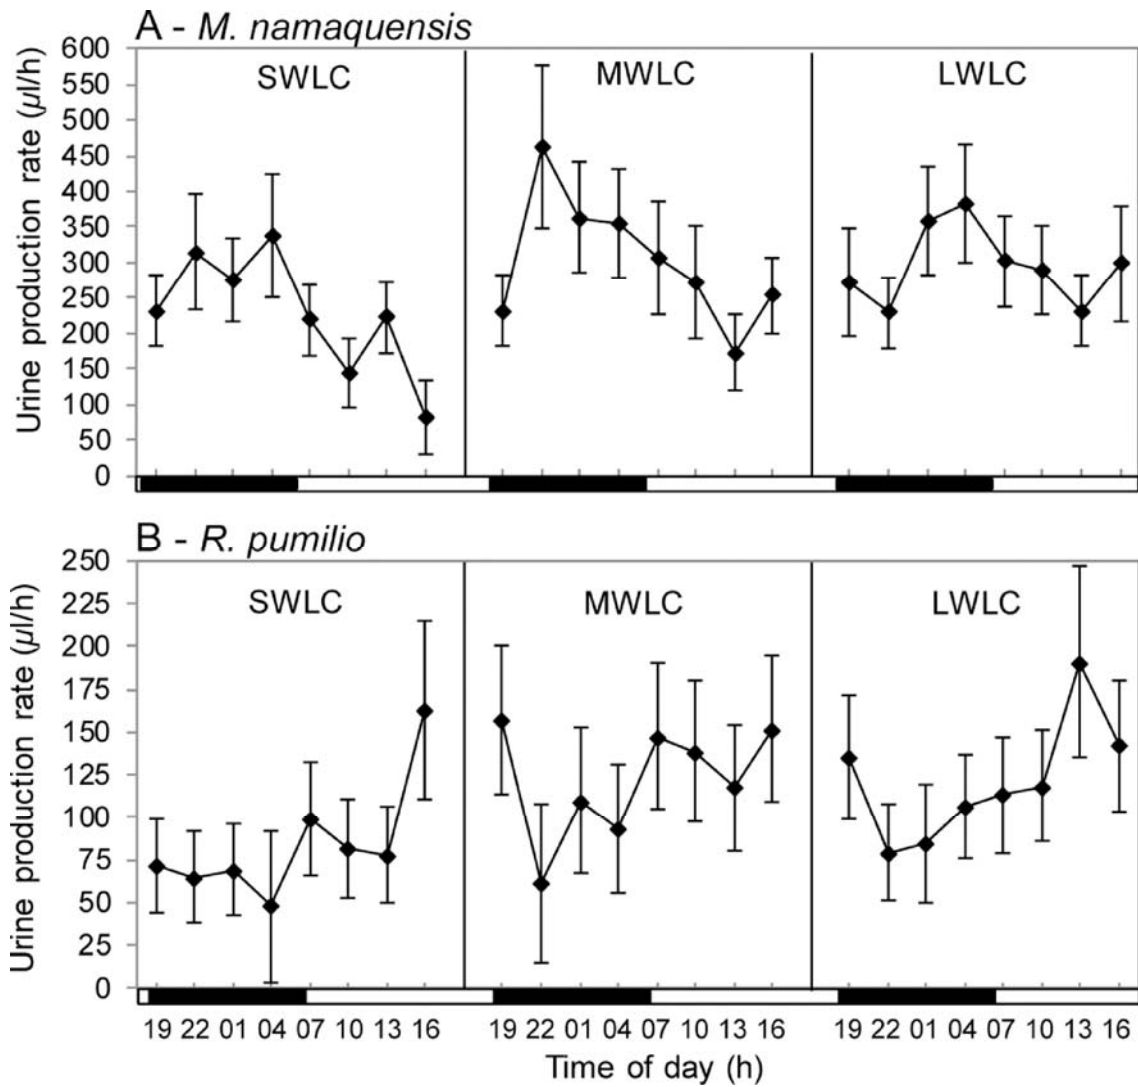 A - M. namaquensis
Urine production rate (µl/h)
600
550
500
450
400
350
300
250
200
150
100
50
0
SWLC
MWLC
LWLC
B - R. pumilio
Urine production rate (µl/h)
250
225
200
175
150
125
100
75
50
25
0
SWLC
MWLC
LWLC
19 22 01 04 07 10 13 16 19 22 01 04 07 10 13 16 19 22 01 04 07 10 13 16
Time of day (h)